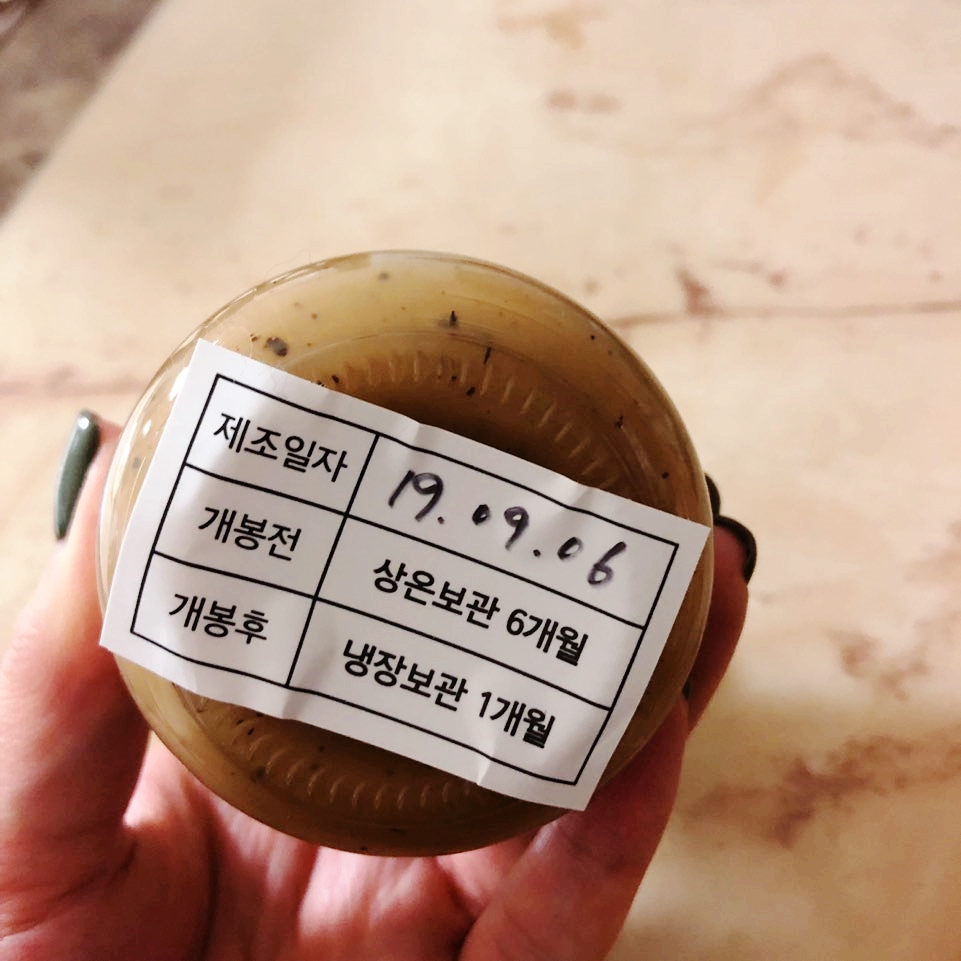 제조일자 19.09.06
개봉전 상온보관 6개월
개봉후 냉장보관 1개월